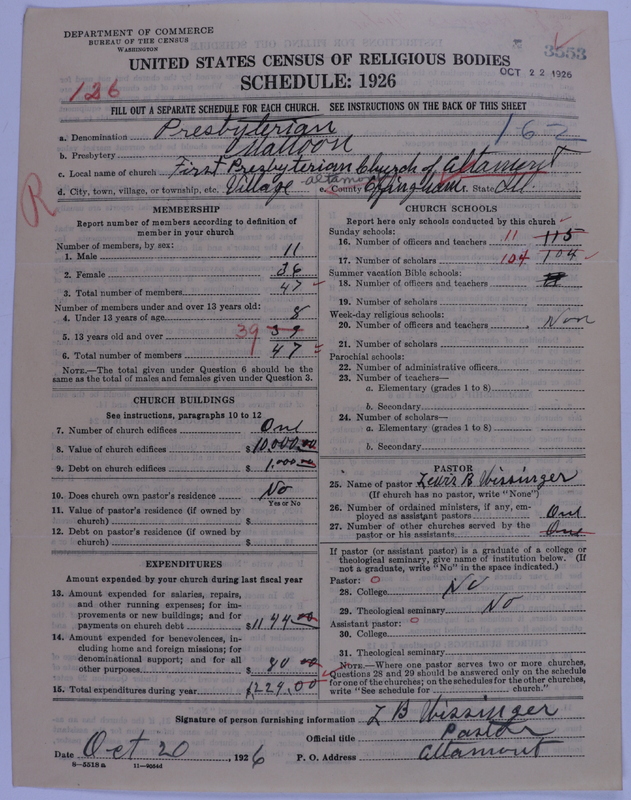 DEPARTMENT OF COMMERCE
BUREAU OF THE CENSUS
WASHINGTON
3553
UNITED STATES CENSUS OF RELIGIOUS BODIES
OCT 22 1926
SCHEDULE: 1926
126
FILL OUT A SEPARATE SCHEDULE FOR EACH CHURCH. SEE INSTRUCTIONS ON THE BACK OF THIS SHEET
a. Denomination Presbyterian
162
b. Presbytery Mattoon
c. Local name of church First Presbyterian Church of Altamont
d. City, town, village, or township, etc. Village Altamont e. County Effingham f. State Ill.
R
MEMBERSHIP
Report number of members according to definition of member in your church
Number of members, by sex:
1. Male 11
2. Female 36
3. Total number of members 47
Number of members under and over 13 years old:
4. Under 13 years of age 8
5. 13 years old and over 39 39
6. Total number of members 47
NOTE.—The total given under Question 6 should be the same as the total of males and females given under Question 3.
CHURCH BUILDINGS
See instructions, paragraphs 10 to 12
7. Number of church edifices One
8. Value of church edifices $10,000.00
9. Debt on church edifices $1,000.00
10. Does church own pastor's residence No
Yes or No
11. Value of pastor's residence (if owned by church) $
12. Debt on pastor's residence (if owned by church) $
EXPENDITURES
Amount expended by your church during last fiscal year
13. Amount expended for salaries, repairs, and other running expenses; for improvements or new buildings; and for payments on church debt $1144.00
14. Amount expended for benevolences, including home and foreign missions; for denominational support; and for all other purposes $ 80 00
15. Total expenditures during year $1224.00
CHURCH SCHOOLS
Report here only schools conducted by this church
Sunday schools:
16. Number of officers and teachers 11 115
17. Number of scholars 104 104
Summer vacation Bible schools:
18. Number of officers and teachers
19. Number of scholars
Week-day religious schools:
20. Number of officers and teachers Non
21. Number of scholars
Parochial schools:
22. Number of administrative officers
23. Number of teachers—
a. Elementary (grades 1 to 8)
b. Secondary
24. Number of scholars—
a. Elementary (grades 1 to 8)
b. Secondary
PASTOR
25. Name of pastor Lewis B Wissinger
(If church has no pastor, write "None")
26. Number of ordained ministers, if any, employed as assistant pastors One
27. Number of other churches served by the pastor or his assistants One
If pastor (or assistant pastor) is a graduate of a college or theological seminary, give name of institution below. (If not a graduate, write "No" in the space indicated.)
Pastor: 0
28. College No
29. Theological seminary No
Assistant pastor: 0
30. College
31. Theological seminary
NOTE.—Where one pastor serves two or more churches, Questions 28 and 29 should be answered only on the schedule for one of the churches; on the schedules for the other churches, write "See schedule for church."
Signature of person furnishing information L B Wissinger
Official title Pastor
Date Oct 20, 1926 P. O. Address Altamont
8—5518a 11—9564d